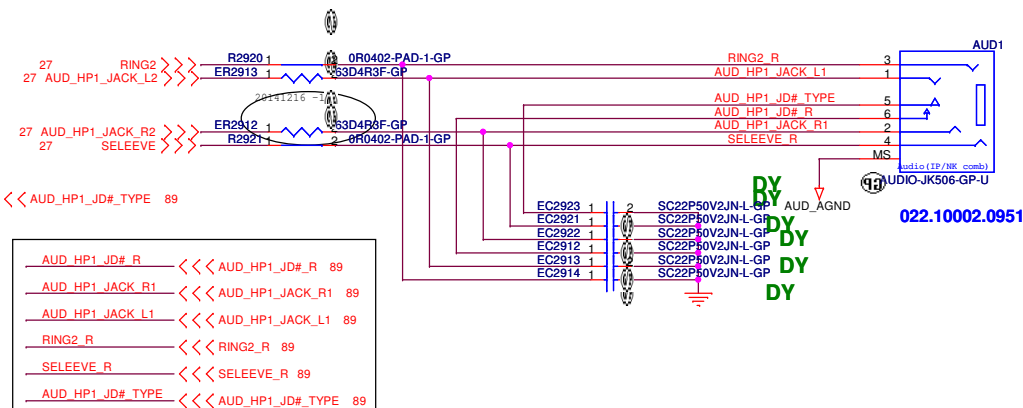 AUD1
R2920 1 0R0402-PAD-1-GP RING2_R 3
27 RING2
27 AUD_HP1_JACK_L2 ER2913 1 63D4R3F-GP AUD_HP1_JACK_L1 1
20141216 -1
AUD_HP1_JD#_TYPE 5
AUD_HP1_JD#_R 6
27 AUD_HP1_JACK_R2 ER2912 1 63D4R3F-GP AUD_HP1_JACK_R1 2
27 SELEEVE R2921 1 2 0R0402-PAD-1-GP SELEEVE_R 4
MS
Audio(IP/NK comb)
AUDIO-JK506-GP-U
AUD_AGND
022.10002.0951
AUD_HP1_JD#_TYPE 89
DY
DY
EC2923 1 2 SC22P50V2JN-L-GP
EC2921 1 SC22P50V2JN-L-GP DY
EC2922 1 SC22P50V2JN-L-GP DY
EC2912 1 SC22P50V2JN-L-GP
EC2913 1 SC22P50V2JN-L-GP DY
EC2914 1 SC22P50V2JN-L-GP
DY
AUD_HP1_JD#_R AUD_HP1_JD#_R 89
AUD_HP1_JACK_R1 AUD_HP1_JACK_R1 89
AUD_HP1_JACK_L1 AUD_HP1_JACK_L1 89
RING2_R RING2_R 89
SELEEVE_R SELEEVE_R 89
AUD_HP1_JD#_TYPE AUD_HP1_JD#_TYPE 89